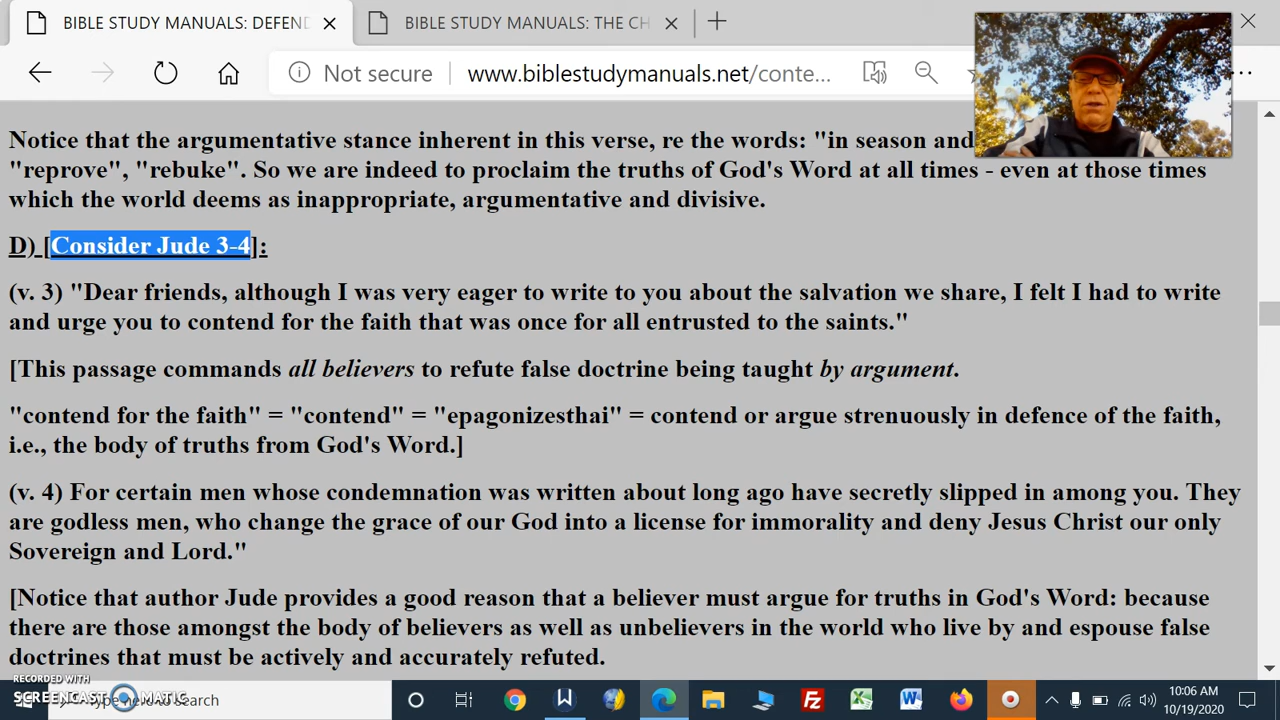 BIBLE STUDY MANUALS: DEFEND
BIBLE STUDY MANUALS: THE CH
Not secure
www.biblestudymanuals.net/conte...
Notice that the argumentative stance inherent in this verse, re the words: "in season and
"reprove", "rebuke". So we are indeed to proclaim the truths of God's Word at all times - even at those times
which the world deems as inappropriate, argumentative and divisive.
D) [Consider Jude 3-4]:
(v. 3) "Dear friends, although I was very eager to write to you about the salvation we share, I felt I had to write
and urge you to contend for the faith that was once for all entrusted to the saints."
[This passage commands all believers to refute false doctrine being taught by argument.
"contend for the faith" = "contend" = "epagonizesthai" = contend or argue strenuously in defence of the faith,
i.e., the body of truths from God's Word.]
(v. 4) For certain men whose condemnation was written about long ago have secretly slipped in among you. They
are godless men, who change the grace of our God into a license for immorality and deny Jesus Christ our only
Sovereign and Lord."
[Notice that author Jude provides a good reason that a believer must argue for truths in God's Word: because
there are those amongst the body of believers as well as unbelievers in the world who live by and espouse false
doctrines that must be actively and accurately refuted.
RECORDED WITH
SCREENCAST MATIC
Type here to search
10:06 AM
10/19/2020